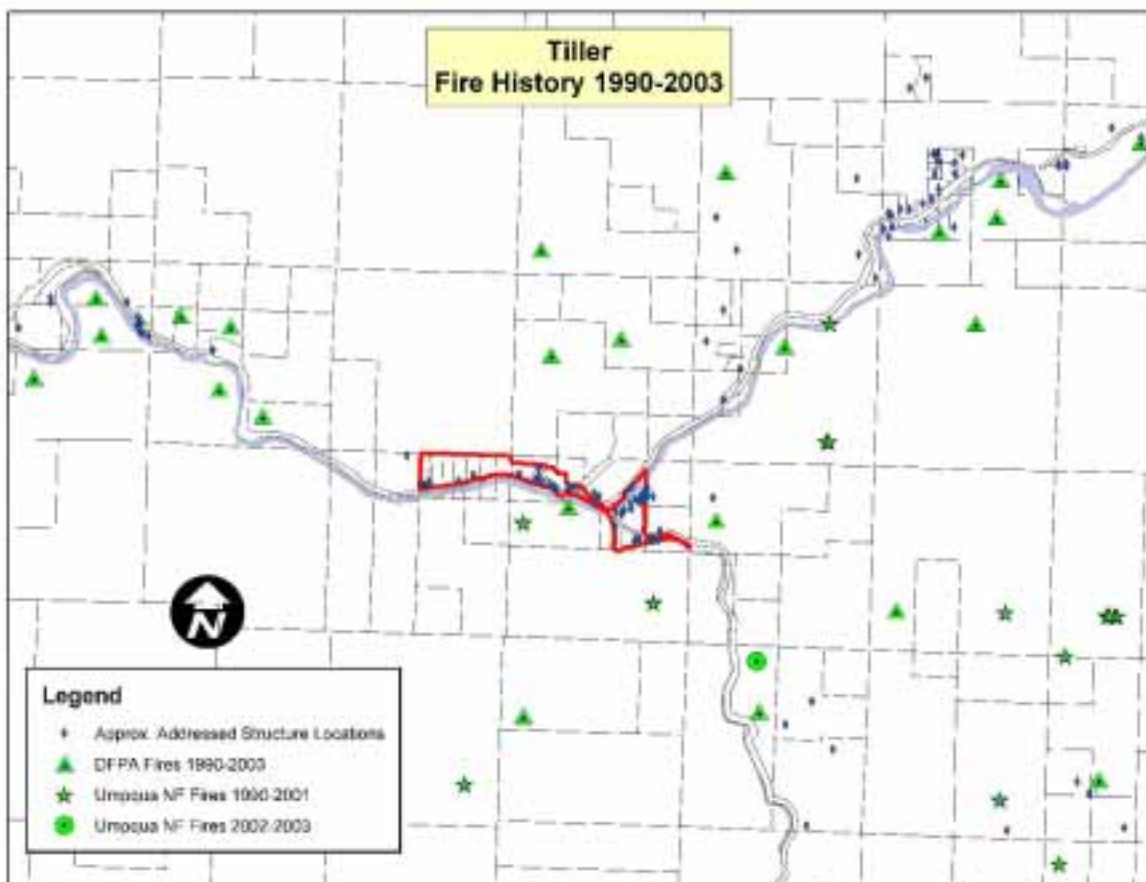 Tiller
Fire History 1990-2003
N
Legend
Approx. Addressed Structure Locations
DFPA Fires 1990-2003
Umpqua NF Fires 1990-2001
Umpqua NF Fires 2002-2003